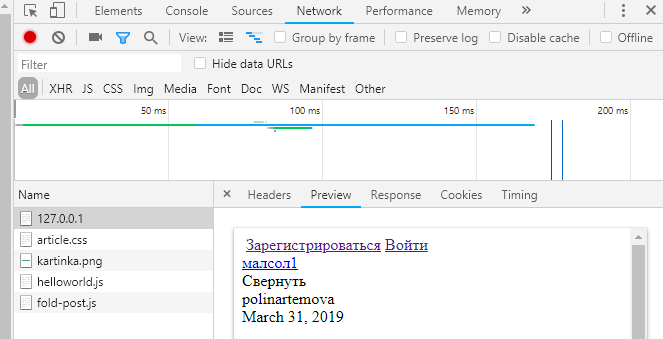 Elements Console Sources Network Performance Memory »
View: Group by frame Preserve log Disable cache Offline
Filter Hide data URLs
All XHR JS CSS Img Media Font Doc WS Manifest Other
50 ms 100 ms 150 ms 200 ms
Name × Headers Preview Response Cookies Timing
127.0.0.1
article.css
kartinka.png
helloworld.js
fold-post.js
Зарегистрироваться Войти
малсол1
Свернуть
polinartemova
March 31, 2019